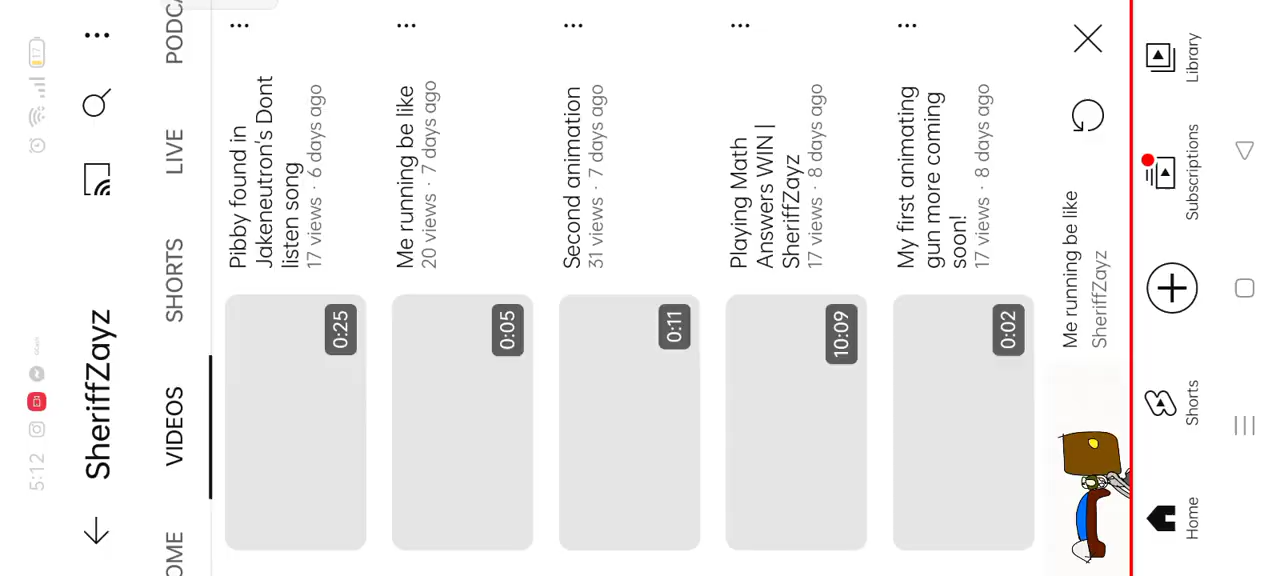 5:12
17
SheriffZayz
OME
VIDEOS
SHORTS
LIVE
PODCA
0:25
Pibby found in
Jakeneutron's Dont
listen song
17 views · 6 days ago
0:05
Me running be like
20 views · 7 days ago
0:11
Second animation
31 views · 7 days ago
10:09
Playing Math
Answers WIN |
SheriffZayz
17 views · 8 days ago
0:02
My first animating
gun more coming
soon!
17 views · 8 days ago
Me running be like
SheriffZayz
Home
Shorts
Subscriptions
Library